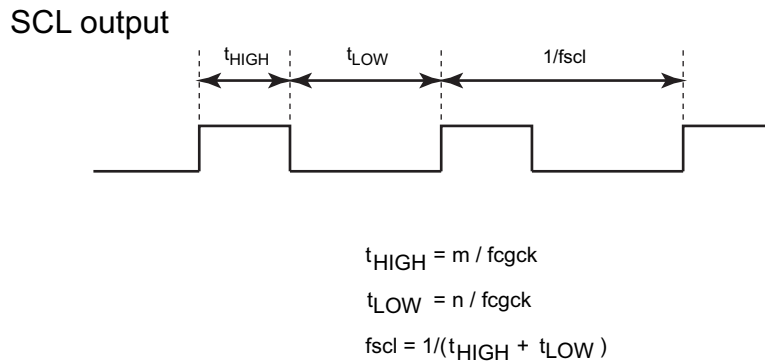 SCL output
tHIGH tLOW 1/fscl
tHIGH = m / fcgck
tLOW = n / fcgck
fscl = 1/(tHIGH + tLOW )